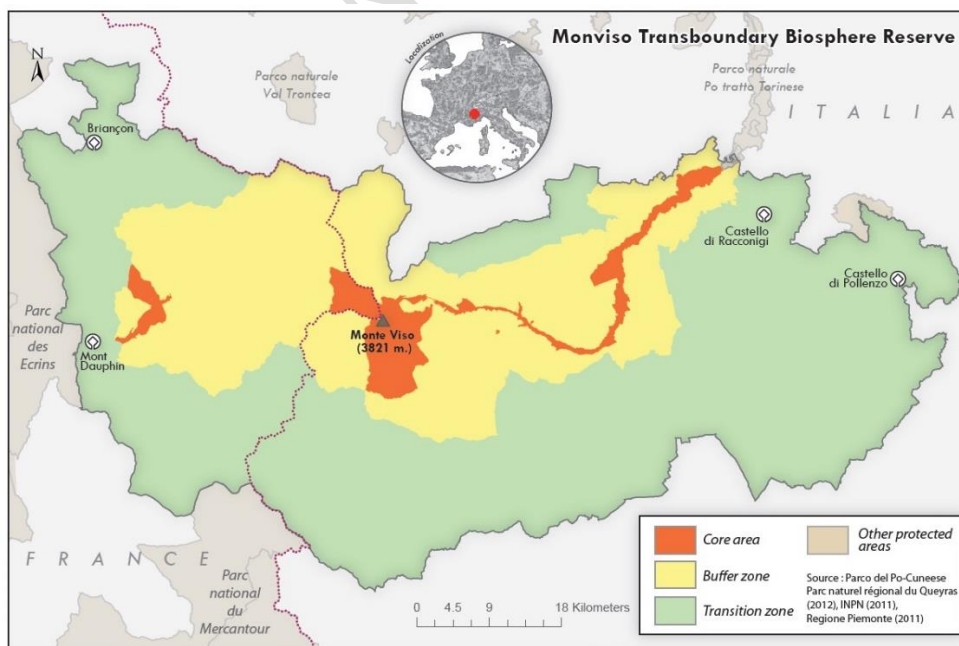 Monviso Transboundary Biosphere Reserve
N
Localization
Parco naturale
Val Troncea
Parco naturale
Po tratto Torinese
I T A L I A
Briançon
Castello
di Racconigi
Castello
di Pollenzo
Parc
national
des
Ecrins
Mont
Dauphin
Monte Viso
(3821 m.)
F R A N C E
Parc
national
du
Mercantour
0 4.5 9 18 Kilometers
Core area
Buffer zone
Transition zone
Other protected
areas
Source : Parco del Po-Cuneese
Parc naturel régional du Queyras
(2012), INPN (2011),
Regione Piemonte (2011)